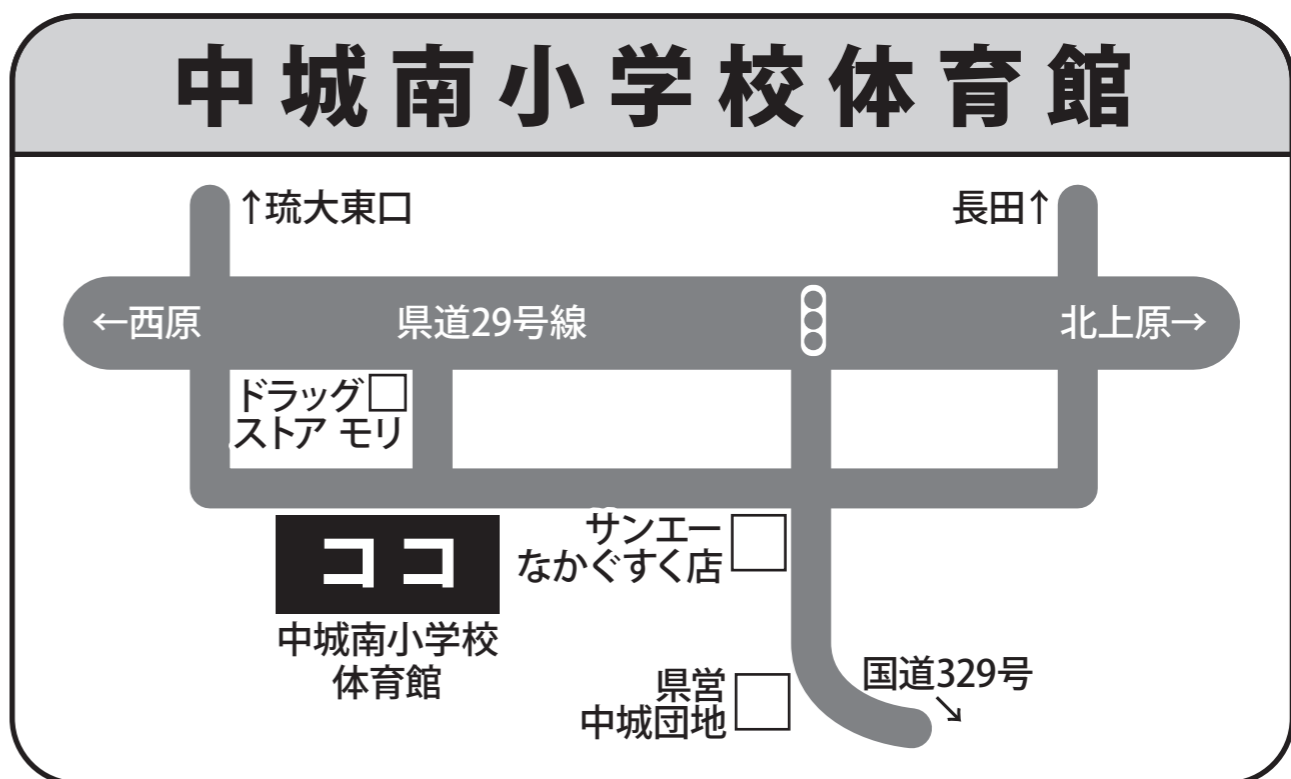 中城南小学校体育館
↑琉大東口
長田↑
←西原
県道29号線
北上原→
ドラッグ
ストア モリ
ココ
サンエー
なかぐすく店
中城南小学校
体育館
県営
中城団地
国道329号
↘